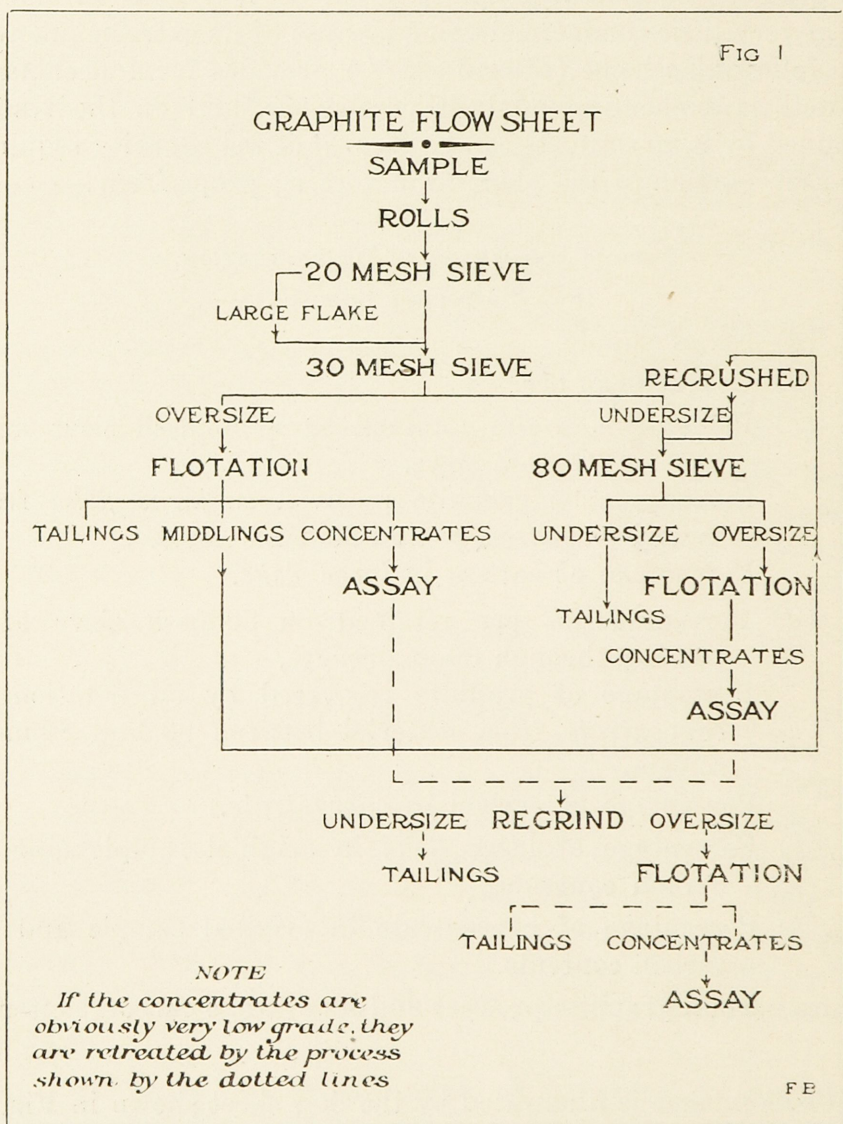 FIG 1
GRAPHITE FLOW SHEET
SAMPLE
ROLLS
20 MESH SIEVE
LARGE FLAKE
30 MESH SIEVE
RECRUSHED
OVERSIZE
UNDERSIZE
FLOTATION
80 MESH SIEVE
TAILINGS MIDDLINGS CONCENTRATES
UNDERSIZE OVERSIZE
ASSAY
FLOTATION
TAILINGS
CONCENTRATES
ASSAY
UNDERSIZE REGRIND OVERSIZE
TAILINGS FLOTATION
TAILINGS CONCENTRATES
ASSAY
NOTE
If the concentrates are
obviously very low grade, they
are retreated by the process
shown by the dotted lines
F B